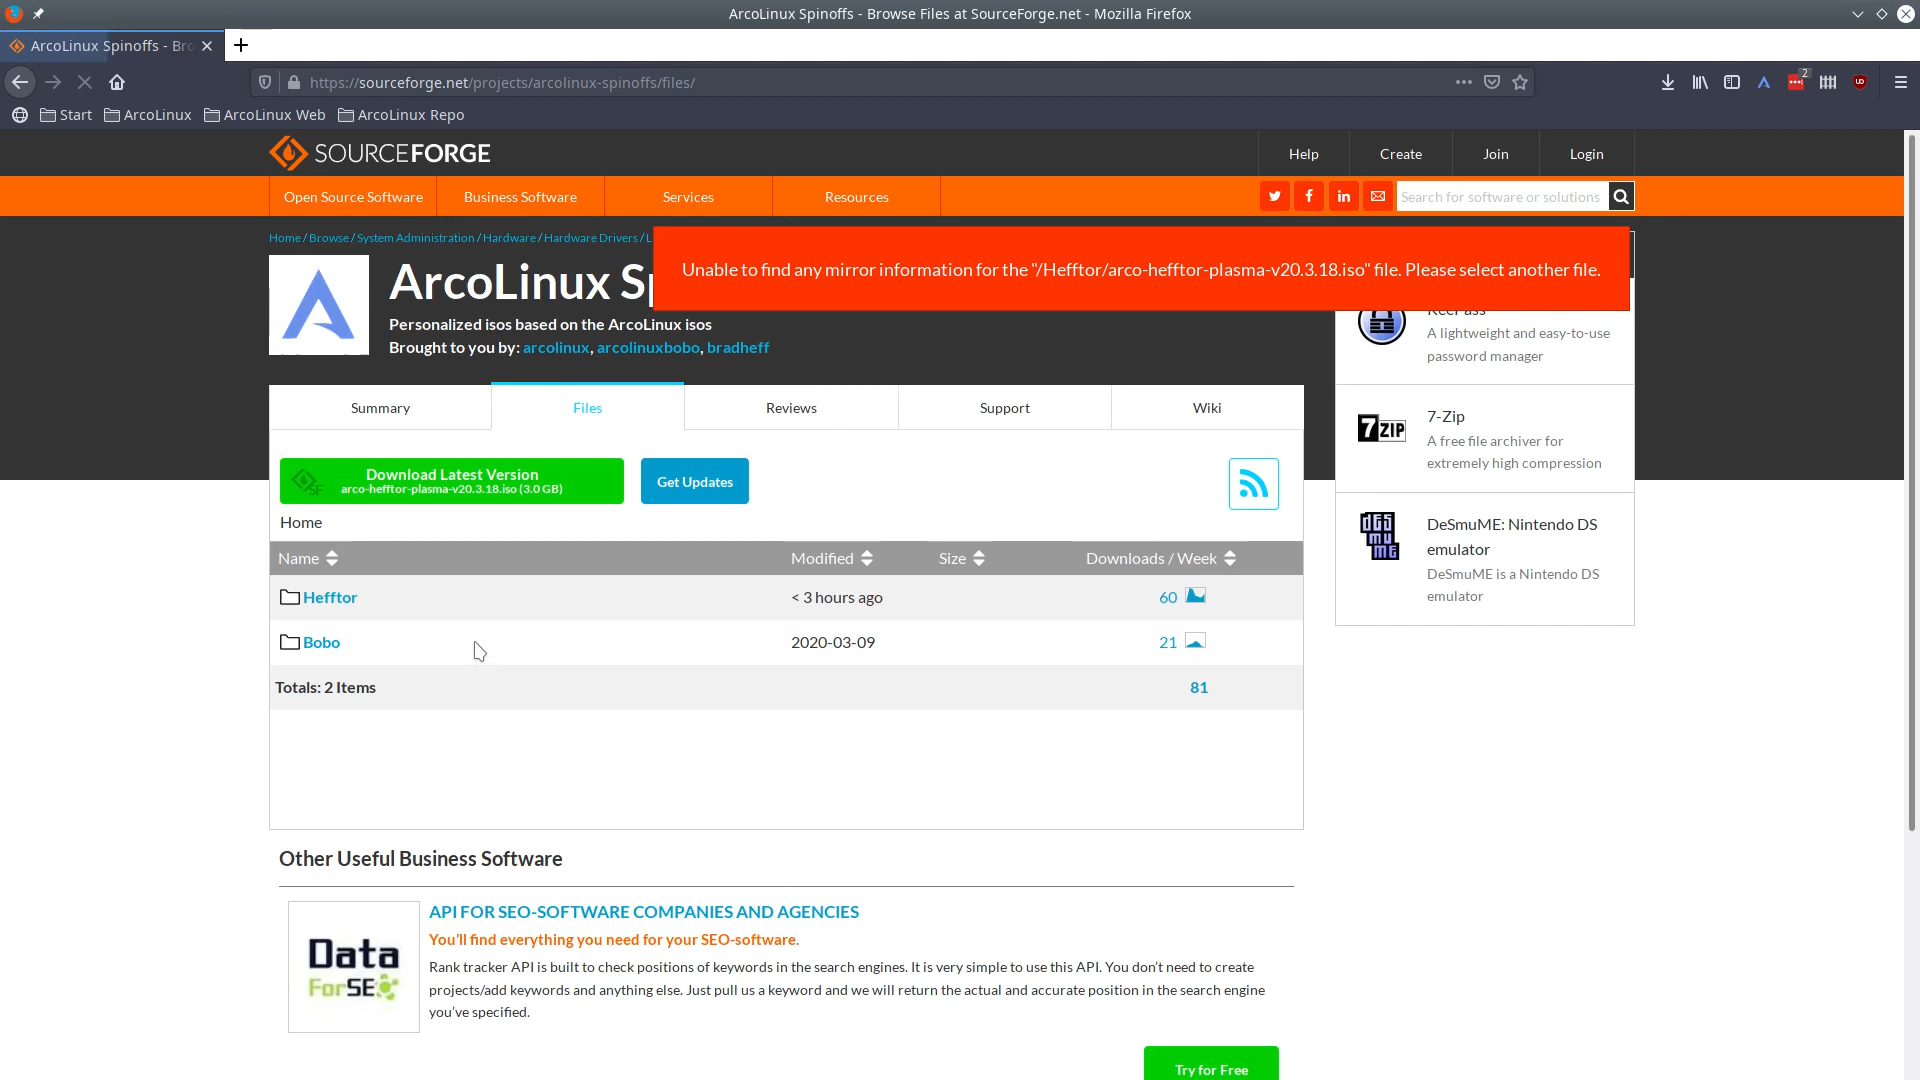 ArcoLinux Spinoffs - Browse Files at SourceForge.net - Mozilla Firefox
ArcoLinux Spinoffs - Bro
https://sourceforge.net/projects/arcolinux-spinoffs/files/
2
Start
ArcoLinux
ArcoLinux Web
ArcoLinux Repo
SOURCEFORGE
Help
Create
Join
Login
Open Source Software
Business Software
Services
Resources
Search for software or solutions
Home / Browse / System Administration / Hardware / Hardware Drivers / L
Unable to find any mirror information for the "/Hefftor/arco-hefftor-plasma-v20.3.18.iso" file. Please select another file.
ArcoLinux Sp
Personalized isos based on the ArcoLinux isos
Brought to you by: arcolinux, arcolinuxbobo, bradheff
KeePass
A lightweight and easy-to-use
password manager
Summary
Files
Reviews
Support
Wiki
7ZIP
7-Zip
A free file archiver for
extremely high compression
Download Latest Version
arco-hefftor-plasma-v20.3.18.iso (3.0 GB)
Get Updates
Home
DeSmuME: Nintendo DS
emulator
DeSmuME is a Nintendo DS
emulator
Name
Modified
Size
Downloads / Week
Hefftor
< 3 hours ago
60
Bobo
2020-03-09
21
Totals: 2 Items
81
Other Useful Business Software
Data
ForSEO
API FOR SEO-SOFTWARE COMPANIES AND AGENCIES
You'll find everything you need for your SEO-software.
Rank tracker API is built to check positions of keywords in the search engines. It is very simple to use this API. You don't need to create
projects/add keywords and anything else. Just pull us a keyword and we will return the actual and accurate position in the search engine
you've specified.
Try for Free